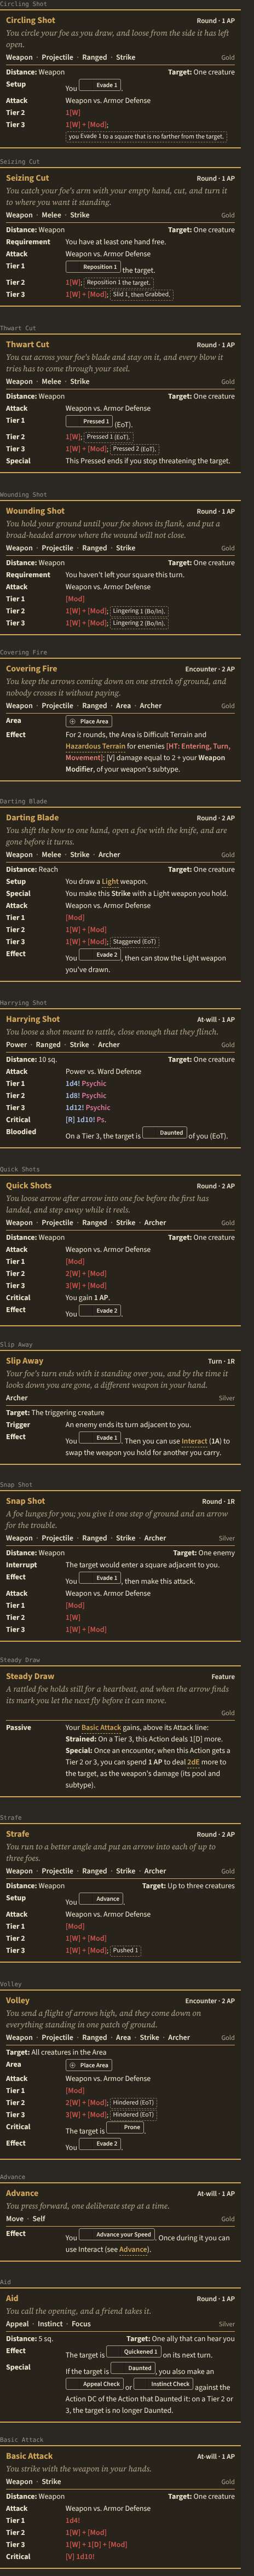 Circling Shot
Circling Shot Round · 1 AP
You circle your foe as you draw, and loose from the side it has left
open.
Weapon · Projectile · Ranged · Strike Gold
Distance: Weapon Target: One creature
Setup You Evade 1.
Attack Weapon vs. Armor Defense
Tier 2 1[W]
Tier 3 1[W] + [Mod];
you Evade 1 to a square that is no farther from the target.
Seizing Cut
Seizing Cut Round · 1 AP
You catch your foe's arm with your empty hand, cut, and turn it
to where you want it standing.
Weapon · Melee · Strike Gold
Distance: Weapon Target: One creature
Requirement You have at least one hand free.
Attack Weapon vs. Armor Defense
Tier 1 Reposition 1 the target.
Tier 2 1[W]; Reposition 1 the target.
Tier 3 1[W] + [Mod]; Slid 1, then Grabbed.
Thwart Cut
Thwart Cut Round · 1 AP
You cut across your foe's blade and stay on it, and every blow it
tries has to come through your steel.
Weapon · Melee · Strike Gold
Distance: Weapon Target: One creature
Attack Weapon vs. Armor Defense
Tier 1 Pressed 1 (EoT).
Tier 2 1[W]; Pressed 1 (EoT).
Tier 3 1[W] + [Mod]; Pressed 2 (EoT).
Special This Pressed ends if you stop threatening the target.
Wounding Shot
Wounding Shot Round · 1 AP
You hold your ground until your foe shows its flank, and put a
broad-headed arrow where the wound will not close.
Weapon · Projectile · Ranged · Strike Gold
Distance: Weapon Target: One creature
Requirement You haven't left your square this turn.
Attack Weapon vs. Armor Defense
Tier 1 [Mod]
Tier 2 1[W] + [Mod]; Lingering 1 (Bo/In).
Tier 3 1[W] + [Mod]; Lingering 2 (Bo/In).
Covering Fire
Covering Fire Encounter · 2 AP
You keep the arrows coming down on one stretch of ground, and
nobody crosses it without paying.
Weapon · Projectile · Ranged · Area · Archer Gold
Area Place Area
Effect For 2 rounds, the Area is Difficult Terrain and
Hazardous Terrain for enemies [HT: Entering, Turn,
Movement]: [V] damage equal to 2 + your Weapon
Modifier, of your weapon's subtype.
Darting Blade
Darting Blade Round · 2 AP
You shift the bow to one hand, open a foe with the knife, and are
gone before it turns.
Weapon · Melee · Strike · Archer Gold
Distance: Reach Target: One creature
Setup You draw a Light weapon.
Special You make this Strike with a Light weapon you hold.
Attack Weapon vs. Armor Defense
Tier 1 [Mod]
Tier 2 1[W] + [Mod]
Tier 3 1[W] + [Mod]; Staggered (EoT)
Effect You Evade 2, then can stow the Light weapon
you've drawn.
Harrying Shot
Harrying Shot At-will · 1 AP
You loose a shot meant to rattle, close enough that they flinch.
Power · Ranged · Strike · Archer Gold
Distance: 10 sq. Target: One creature
Attack Power vs. Ward Defense
Tier 1 1d4! Psychic
Tier 2 1d8! Psychic
Tier 3 1d12! Psychic
Critical [R] 1d10! Ps.
Bloodied On a Tier 3, the target is Daunted of you (EoT).
Quick Shots
Quick Shots Round · 2 AP
You loose arrow after arrow into one foe before the first has
landed, and step away while it reels.
Weapon · Projectile · Ranged · Strike · Archer Gold
Distance: Weapon Target: One creature
Attack Weapon vs. Armor Defense
Tier 1 [Mod]
Tier 2 2[W] + [Mod]
Tier 3 3[W] + [Mod]
Critical You gain 1 AP.
Effect You Evade 2.
Slip Away
Slip Away Turn · 1R
Your foe's turn ends with it standing over you, and by the time it
looks down you are gone, a different weapon in your hand.
Archer Silver
Target: The triggering creature
Trigger An enemy ends its turn adjacent to you.
Effect You Evade 1. Then you can use Interact (1A) to
swap the weapon you hold for another you carry.
Snap Shot
Snap Shot Round · 1R
A foe lunges for you; you give it one step of ground and an arrow
for the trouble.
Weapon · Projectile · Ranged · Strike · Archer Silver
Distance: Weapon Target: One enemy
Interrupt The target would enter a square adjacent to you.
Effect You Evade 1, then make this attack.
Attack Weapon vs. Armor Defense
Tier 1 [Mod]
Tier 2 1[W]
Tier 3 1[W] + [Mod]
Steady Draw
Steady Draw Feature
A rattled foe holds still for a heartbeat, and when the arrow finds
its mark you let the next fly before it can move.
Gold
Passive Your Basic Attack gains, above its Attack line:
Strained: On a Tier 3, this Action deals 1[D] more.
Special: Once an encounter, when this Action gets a
Tier 2 or 3, you can spend 1 AP to deal 2dE more to
the target, as the weapon's damage (its pool and
subtype).
Strafe
Strafe Round · 2 AP
You run to a better angle and put an arrow into each of up to
three foes.
Weapon · Projectile · Ranged · Strike · Archer Gold
Distance: Weapon Target: Up to three creatures
Setup You Advance.
Attack Weapon vs. Armor Defense
Tier 1 [Mod]
Tier 2 1[W] + [Mod]
Tier 3 1[W] + [Mod]; Pushed 1
Volley
Volley Encounter · 2 AP
You send a flight of arrows high, and they come down on
everything standing in one patch of ground.
Weapon · Projectile · Ranged · Area · Strike · Archer Gold
Target: All creatures in the Area
Area Place Area
Attack Weapon vs. Armor Defense
Tier 1 [Mod]
Tier 2 2[W] + [Mod]; Hindered (EoT)
Tier 3 3[W] + [Mod]; Hindered (EoT)
Critical The target is Prone.
Effect You Evade 2.
Advance
Advance At-will · 1 AP
You press forward, one deliberate step at a time.
Move · Self
Effect You Advance your Speed. Once during it you can
use Interact (see Advance).
Aid
Aid Round · 1 AP
You call the opening, and a friend takes it.
Appeal · Instinct · Focus Silver
Distance: 5 sq. Target: One ally that can hear you
Effect The target is Quickened 1 on its next turn.
Special If the target is Daunted, you also make an
Appeal Check or Instinct Check against the
Action DC of the Action that Daunted it: on a Tier 2 or
3, the target is no longer Daunted.
Basic Attack
Basic Attack At-will · 1 AP
You strike with the weapon in your hands.
Weapon · Strike Gold
Distance: Weapon Target: One creature
Attack Weapon vs. Armor Defense
Tier 1 1d4!
Tier 2 1[W] + [Mod]
Tier 3 1[W] + 1[D] + [Mod]
Critical [V] 1d10!